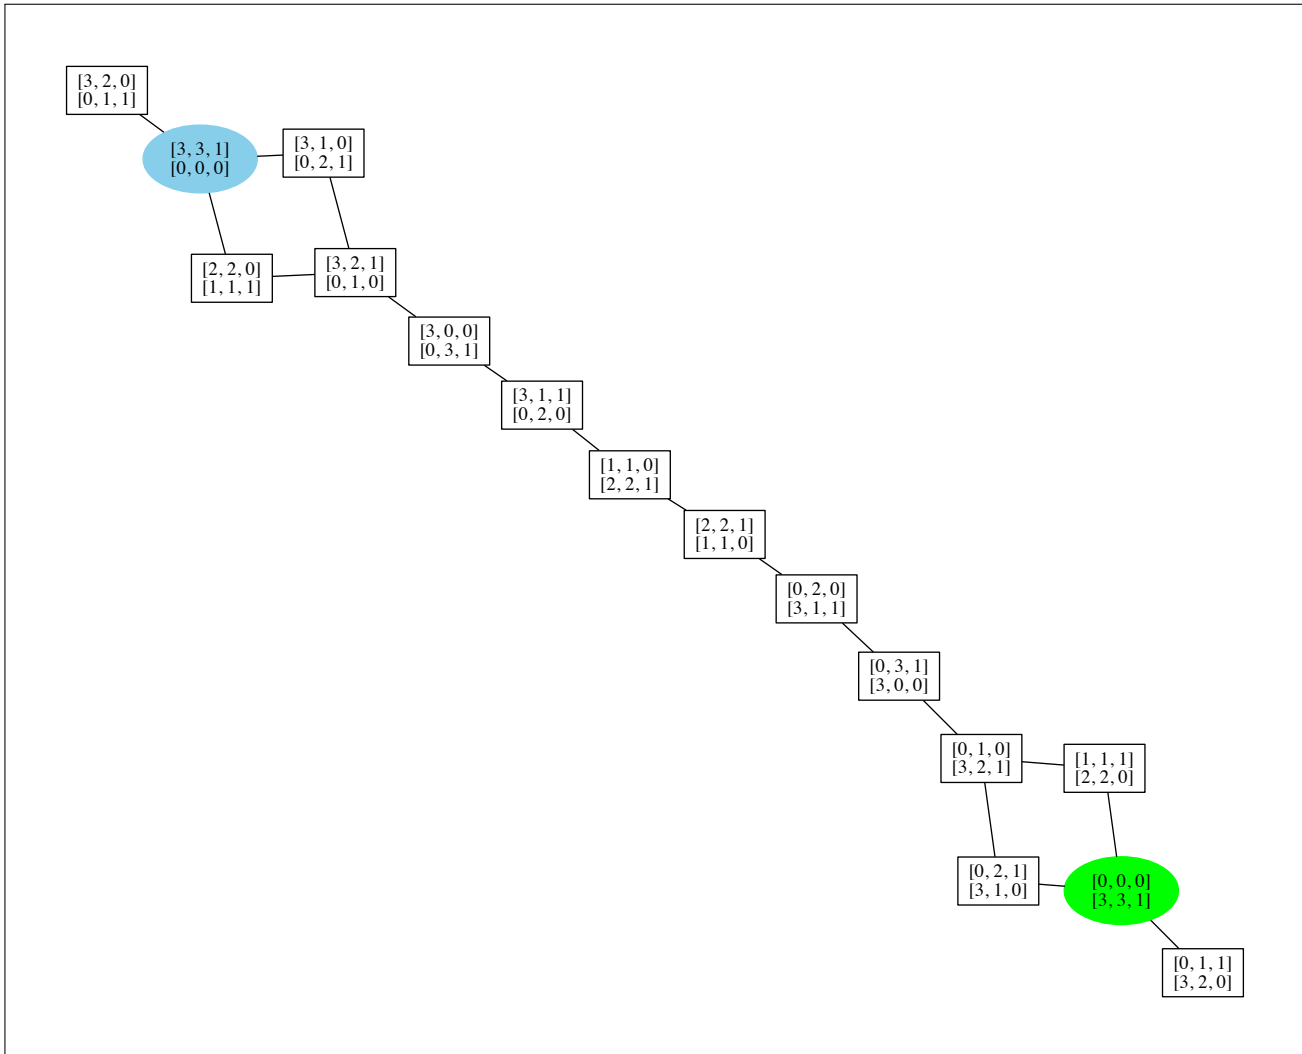 [3, 2, 0]
[0, 1, 1]
[3, 3, 1]
[0, 0, 0]
[3, 1, 0]
[0, 2, 1]
[2, 2, 0]
[1, 1, 1]
[3, 2, 1]
[0, 1, 0]
[3, 0, 0]
[0, 3, 1]
[3, 1, 1]
[0, 2, 0]
[1, 1, 0]
[2, 2, 1]
[2, 2, 1]
[1, 1, 0]
[0, 2, 0]
[3, 1, 1]
[0, 3, 1]
[3, 0, 0]
[0, 1, 0]
[3, 2, 1]
[1, 1, 1]
[2, 2, 0]
[0, 2, 1]
[3, 1, 0]
[0, 0, 0]
[3, 3, 1]
[0, 1, 1]
[3, 2, 0]